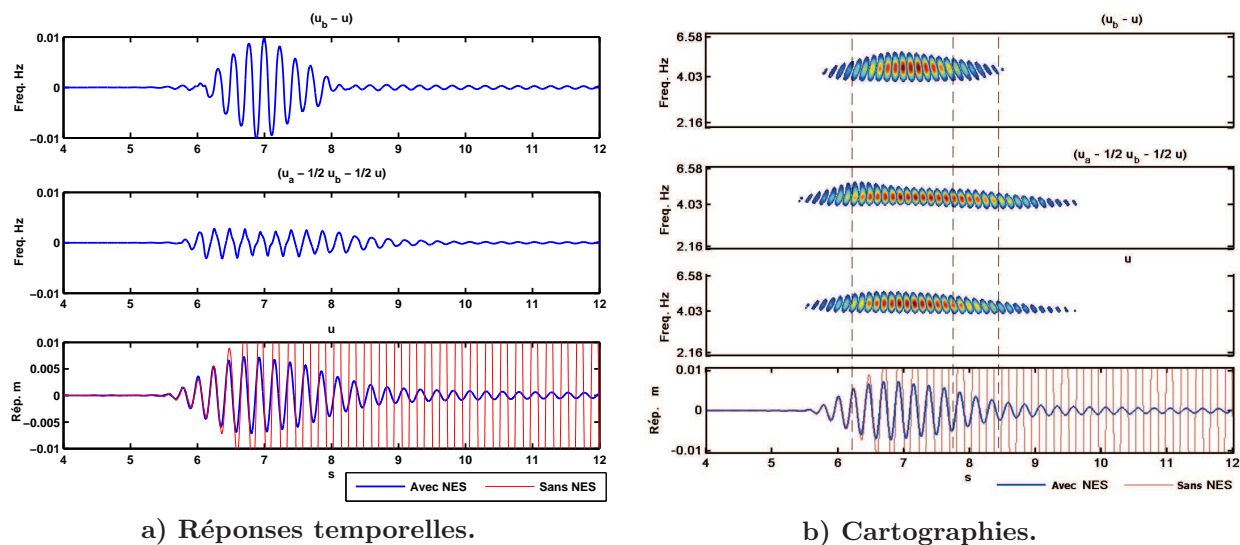 (u_b − u)
Freq. Hz
0.01
0
−0.01
4 5 6 7 8 9 10 11 12
(u_a − 1/2 u_b − 1/2 u)
Freq. Hz
0.01
0
−0.01
4 5 6 7 8 9 10 11 12
u
Rép. m
0.01
0.005
0
−0.005
−0.01
4 5 6 7 8 9 10 11 12
s
Avec NES Sans NES
a) Réponses temporelles.
(u_b - u)
Freq. Hz
6.58
4.03
2.16
(u_a - 1/2 u_b - 1/2 u)
Freq. Hz
6.58
4.03
2.16
u
Freq. Hz
6.58
4.03
2.16
Rép. m
0.01
0
-0.01
4 5 6 7 8 9 10 11 12
s
Avec NES Sans NES
b) Cartographies.